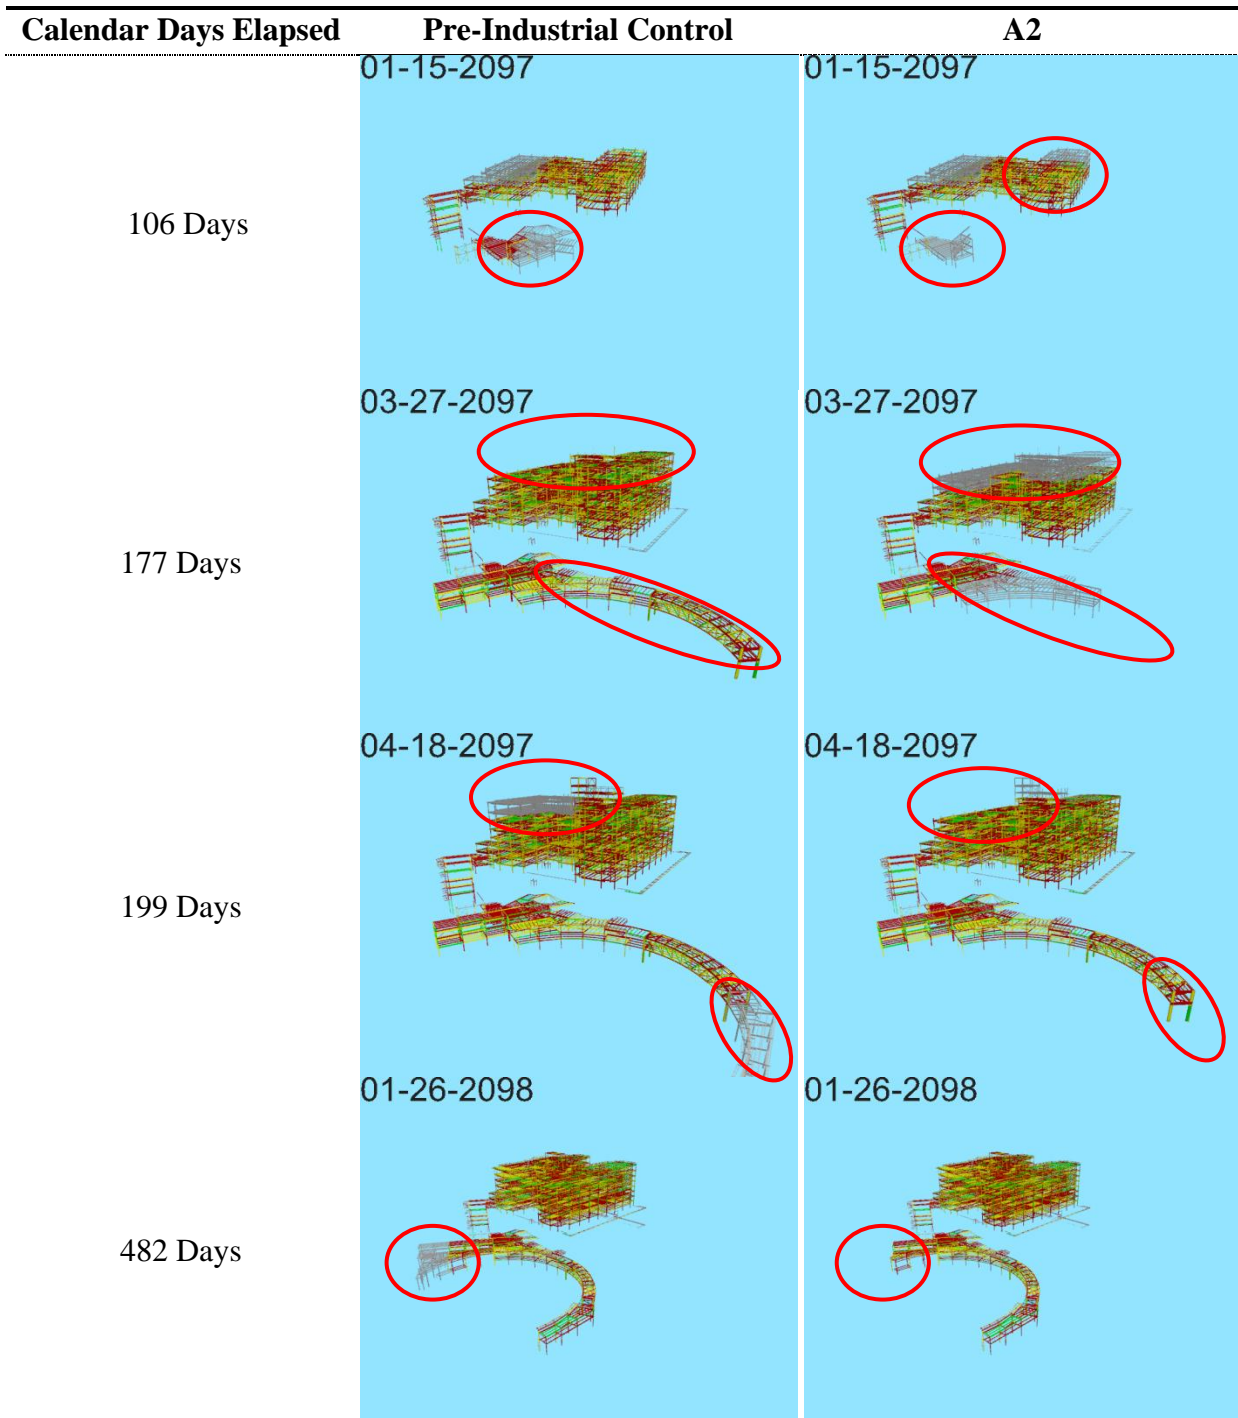 Calendar Days Elapsed Pre-Industrial Control A2
01-15-2097 01-15-2097
106 Days
03-27-2097 03-27-2097
177 Days
04-18-2097 04-18-2097
199 Days
01-26-2098 01-26-2098
482 Days